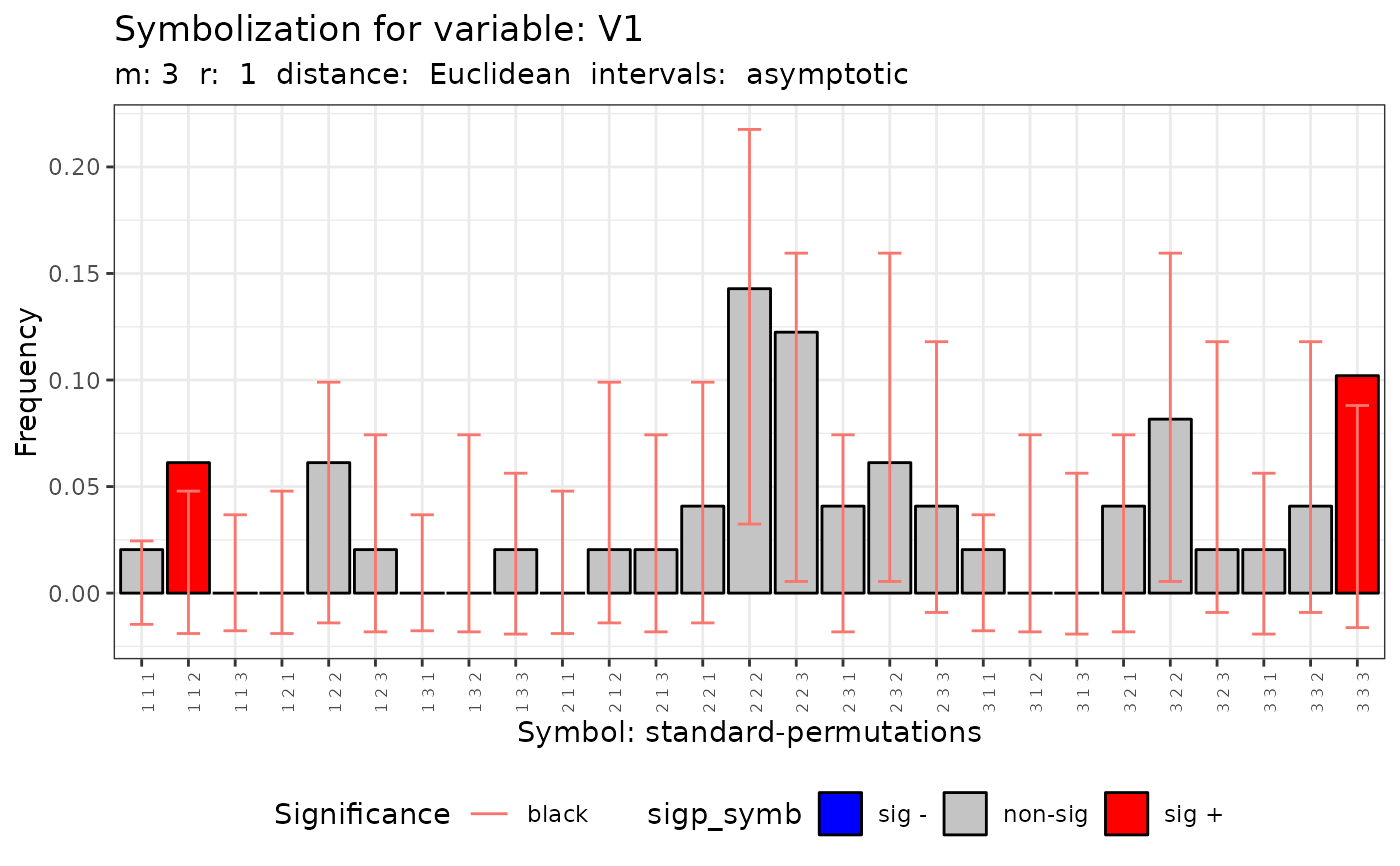 Symbolization for variable: V1
m: 3 r: 1 distance: Euclidean intervals: asymptotic
Frequency
0.20
0.15
0.10
0.05
0.00
1 1 1
1 1 2
1 1 3
1 2 1
1 2 2
1 2 3
1 3 1
1 3 2
1 3 3
2 1 1
2 1 2
2 1 3
2 2 1
2 2 2
2 2 3
2 3 1
2 3 2
2 3 3
3 1 1
3 1 2
3 1 3
3 2 1
3 2 2
3 2 3
3 3 1
3 3 2
3 3 3
Symbol: standard-permutations
Significance black sigp_symb sig - non-sig sig +